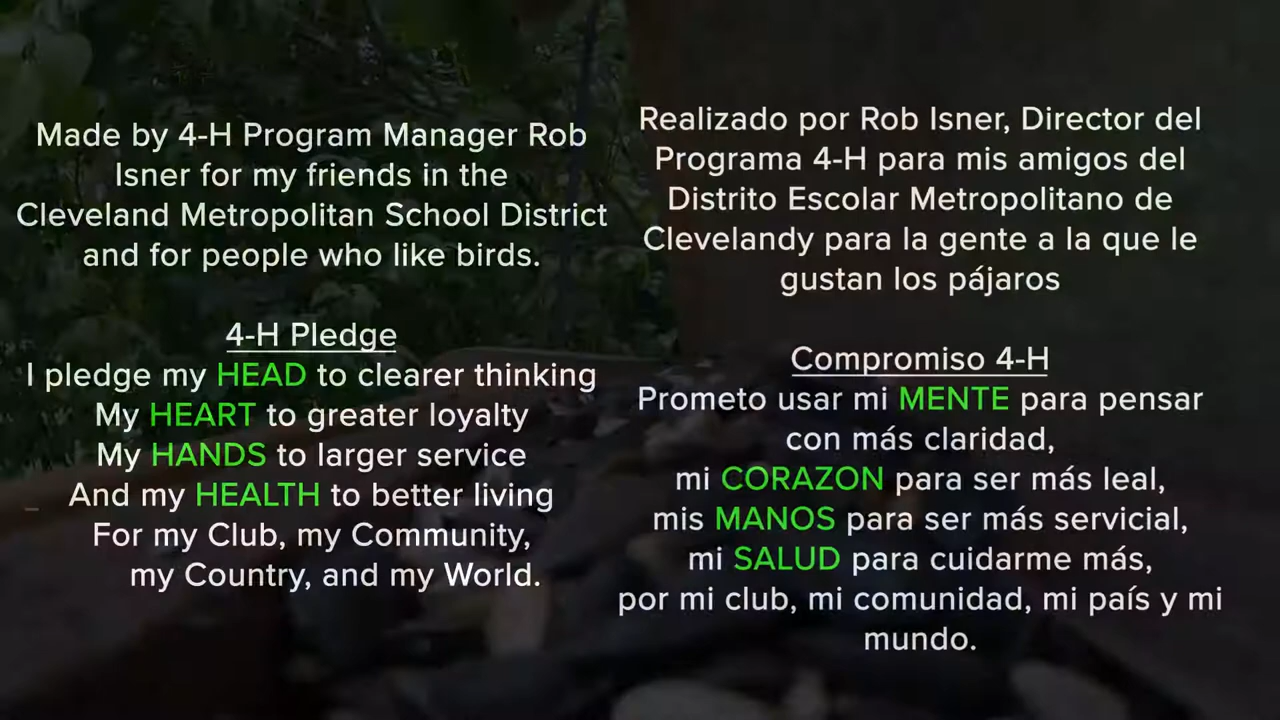 Made by 4-H Program Manager Rob
Isner for my friends in the
Cleveland Metropolitan School District
and for people who like birds.
4-H Pledge
I pledge my HEAD to clearer thinking
My HEART to greater loyalty
My HANDS to larger service
And my HEALTH to better living
For my Club, my Community,
my Country, and my World.
Realizado por Rob Isner, Director del
Programa 4-H para mis amigos del
Distrito Escolar Metropolitano de
Clevelandy para la gente a la que le
gustan los pájaros
Compromiso 4-H
Prometo usar mi MENTE para pensar
con más claridad,
mi CORAZON para ser más leal,
mis MANOS para ser más servicial,
mi SALUD para cuidarme más,
por mi club, mi comunidad, mi país y mi
mundo.